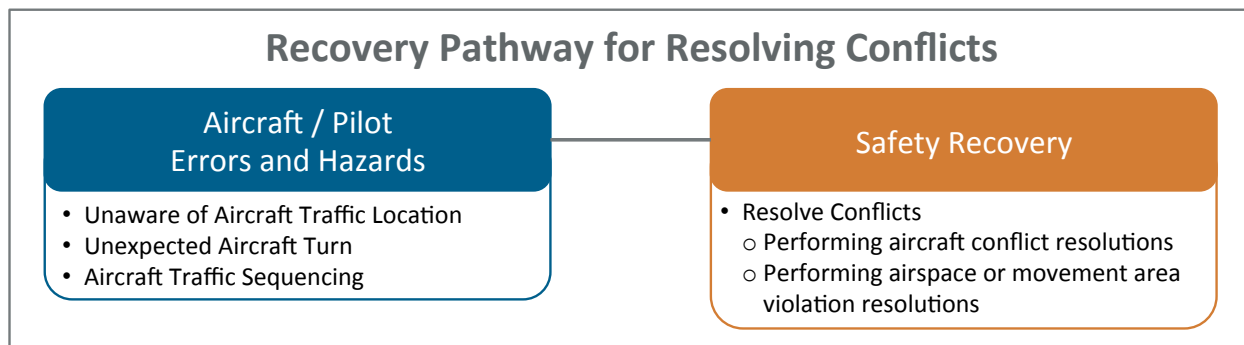 Recovery Pathway for Resolving Conflicts
Aircraft / Pilot
Errors and Hazards
• Unaware of Aircraft Traffic Location
• Unexpected Aircraft Turn
• Aircraft Traffic Sequencing
Safety Recovery
• Resolve Conflicts
o Performing aircraft conflict resolutions
o Performing airspace or movement area
violation resolutions